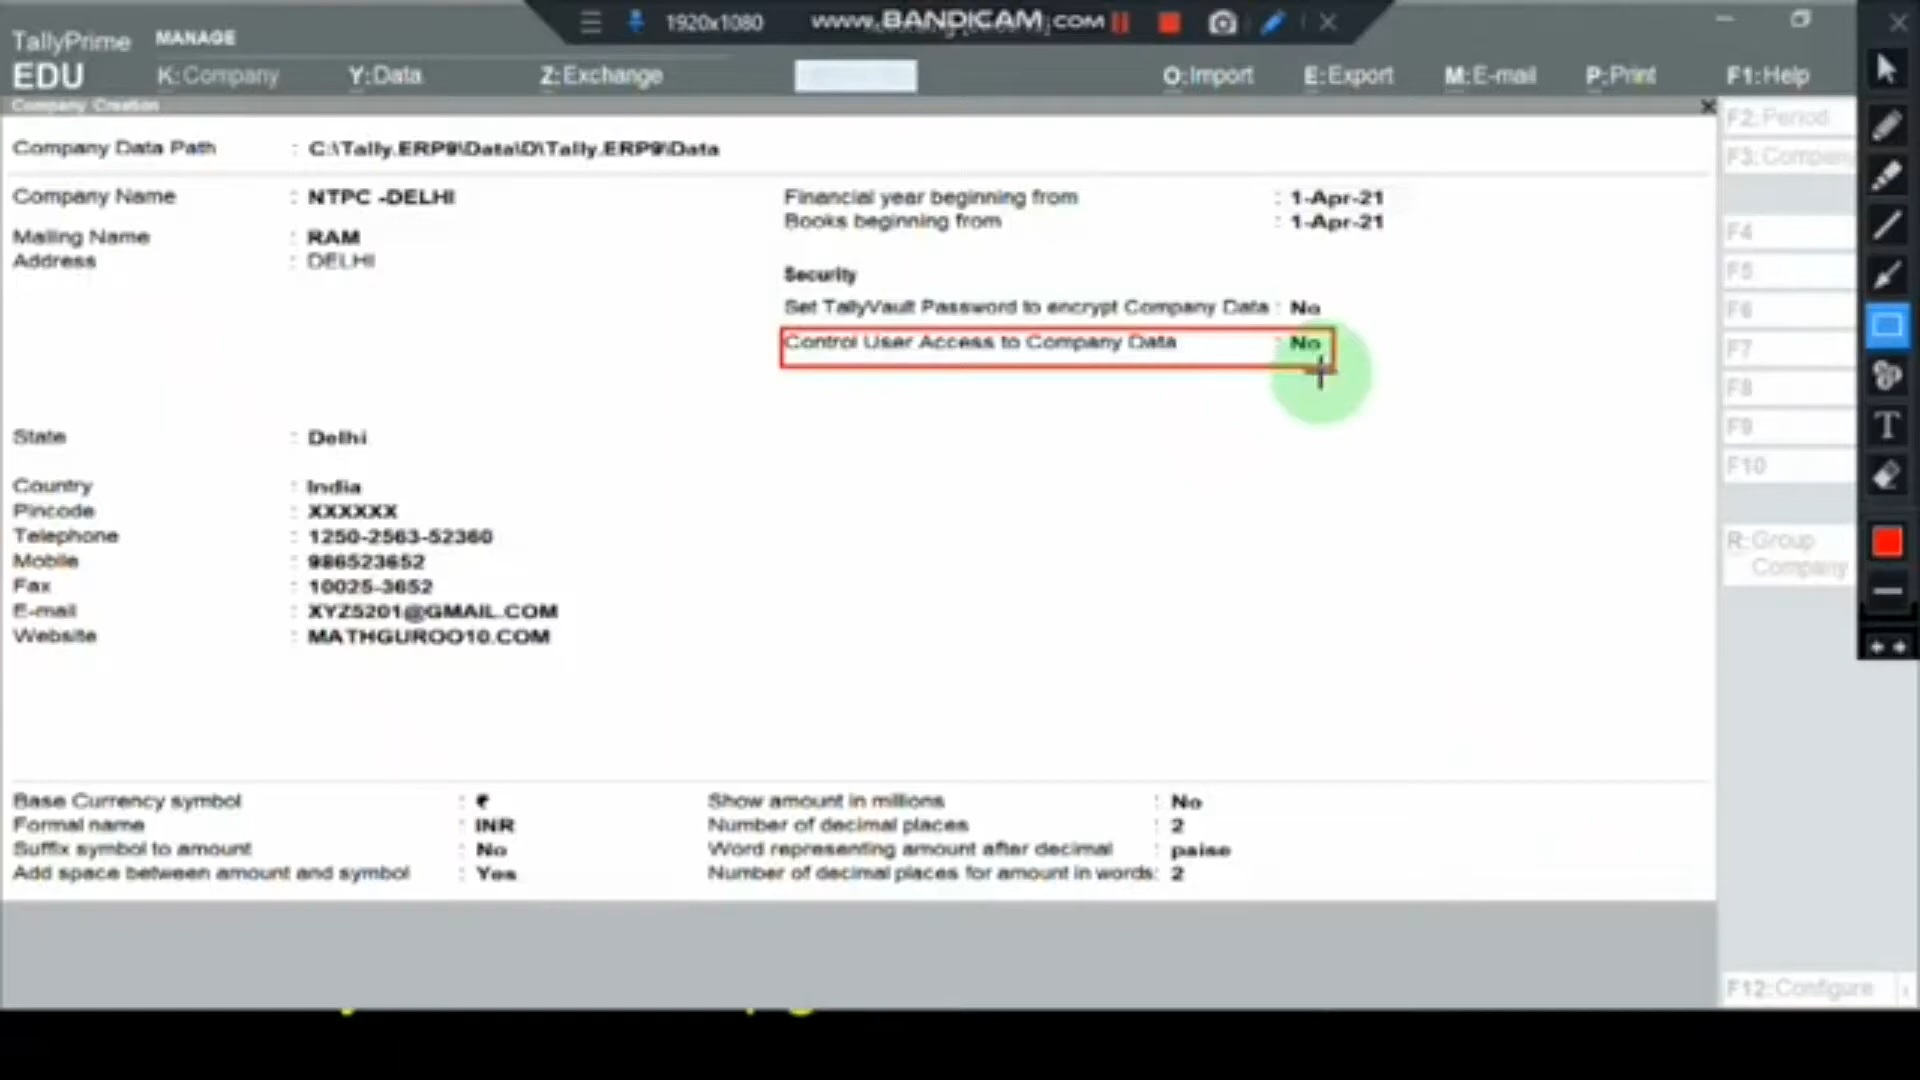 1920x1080 www.BANDICAM.COM
TallyPrime MANAGE
EDU K:Company Y:Data Z:Exchange O:Import E:Export M:E-mail P:Print F1:Help
Company Creation
F2:Period
Company Data Path : C:\Tally.ERP9\Data\D\Tally.ERP9\Data
F3:Company
Company Name : NTPC -DELHI Financial year beginning from : 1-Apr-21
Books beginning from : 1-Apr-21
Mailing Name : RAM
F4
Address : DELHI
Security
F5
Set TallyVault Password to encrypt Company Data : No
F6
Control User Access to Company Data : No
F7
F8
F9
State : Delhi
F10
Country : India
Pincode : XXXXXX
Telephone : 1250-2563-52360
R:Group
Company
Mobile : 986523652
Fax : 10025-3652
E-mail : XYZ5201@GMAIL.COM
Website : MATHGUROO10.COM
Base Currency symbol : ₹ Show amount in millions : No
Formal name : INR Number of decimal places : 2
Suffix symbol to amount : No Word representing amount after decimal : paise
Add space between amount and symbol : Yes Number of decimal places for amount in words: 2
F12:Configure